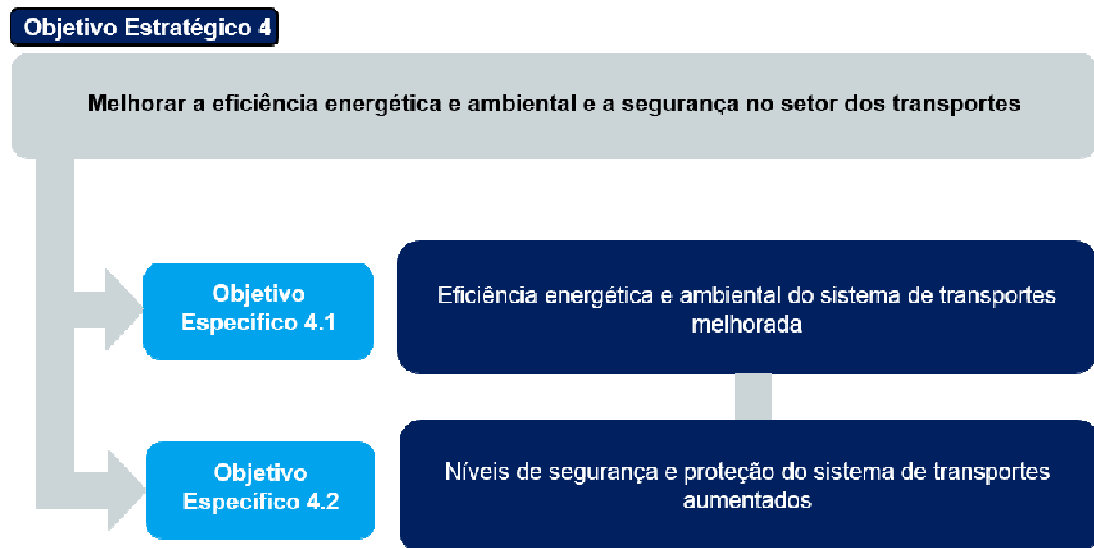 Objetivo Estratégico 4
Melhorar a eficiência energética e ambiental e a segurança no setor dos transportes
Objetivo
Especifico 4.1
Eficiência energética e ambiental do sistema de transportes
melhorada
Objetivo
Especifico 4.2
Níveis de segurança e proteção do sistema de transportes
aumentados